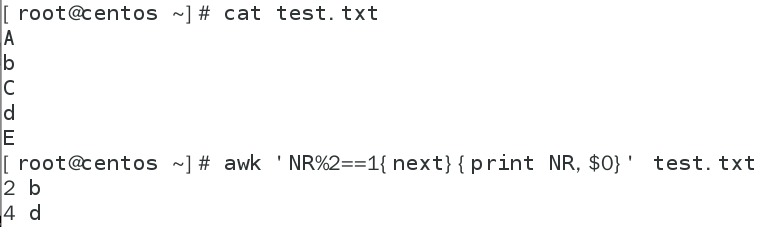 [root@centos ~]# cat test.txt
A
b
C
d
E
[root@centos ~]# awk 'NR%2==1{next}{print NR,$0}' test.txt
2 b
4 d